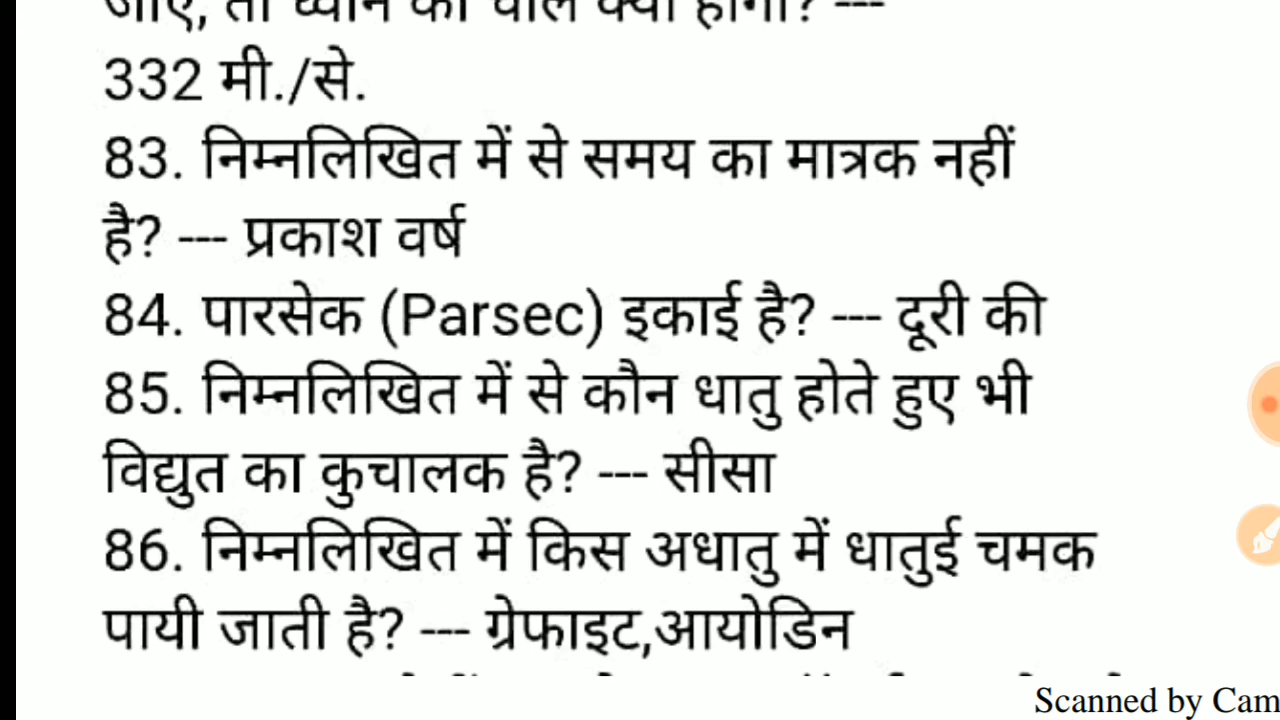 जाए, तो ध्वनि की चाल क्या होगी? ---
332 मी./से.
83. निम्नलिखित में से समय का मात्रक नहीं
है? --- प्रकाश वर्ष
84. पारसेक (Parsec) इकाई है? --- दूरी की
85. निम्नलिखित में से कौन धातु होते हुए भी
विद्युत का कुचालक है? --- सीसा
86. निम्नलिखित में किस अधातु में धातुई चमक
पायी जाती है? --- ग्रेफाइट,आयोडिन
Scanned by Cam